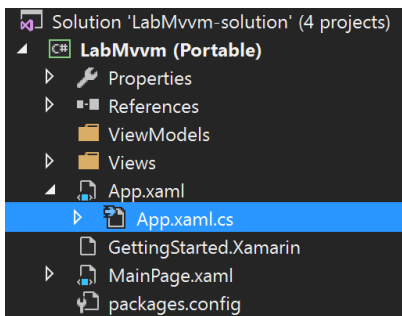 Solution 'LabMvvm-solution' (4 projects)
C# LabMvvm (Portable)
Properties
References
ViewModels
Views
App.xaml
App.xaml.cs
GettingStarted.Xamarin
MainPage.xaml
packages.config